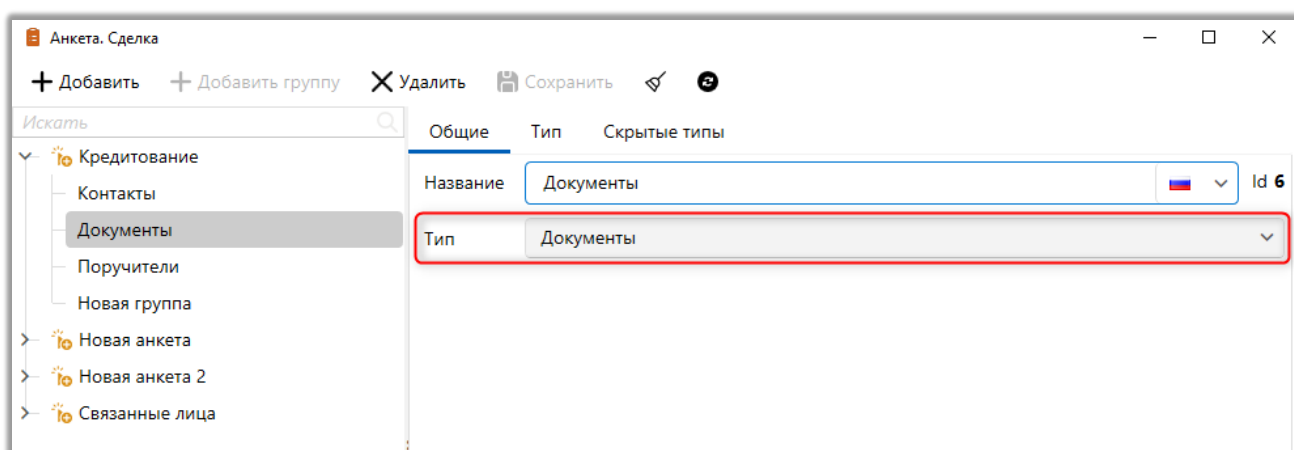 Анкета. Сделка
Добавить Добавить группу Удалить Сохранить
Искать
Кредитование
Контакты
Документы
Поручители
Новая группа
Новая анкета
Новая анкета 2
Связанные лица
Общие Тип Скрытые типы
Название Документы Id 6
Тип Документы